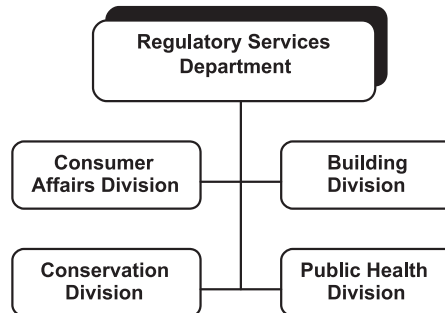 Regulatory Services
Department
Consumer
Affairs Division
Building
Division
Conservation
Division
Public Health
Division